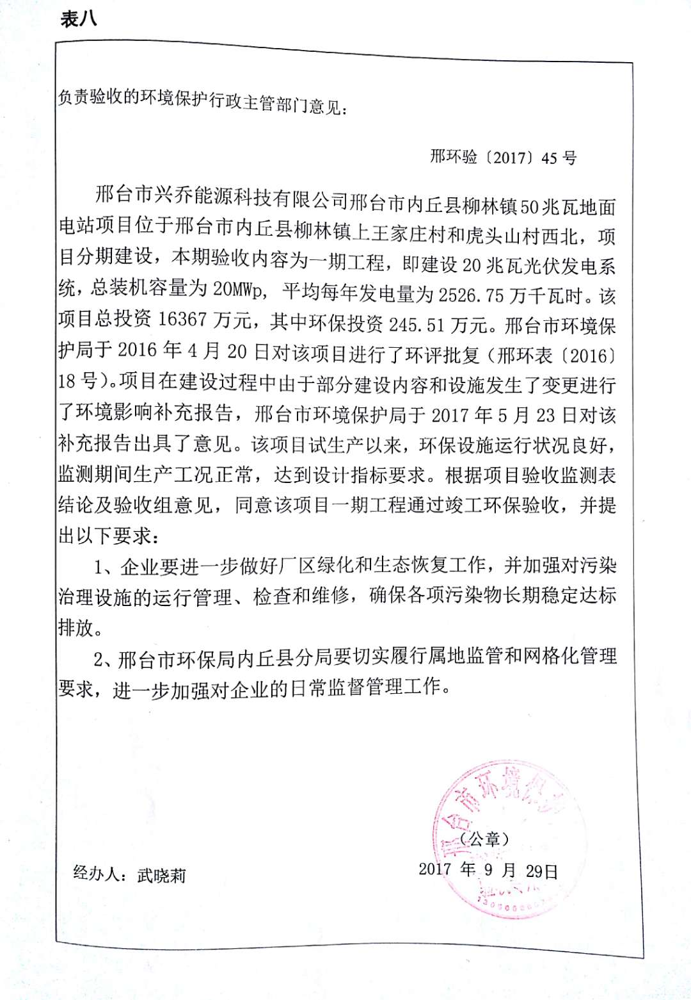 表八
负责验收的环境保护行政主管部门意见：
邢环验〔2017〕45 号
邢台市兴乔能源科技有限公司邢台市内丘县柳林镇50兆瓦地面
电站项目位于邢台市内丘县柳林镇上王家庄村和虎头山村西北，项
目分期建设，本期验收内容为一期工程，即建设 20 兆瓦光伏发电系
统，总装机容量为 20MWp，平均每年发电量为 2526.75 万千瓦时。该
项目总投资 16367 万元，其中环保投资 245.51 万元。邢台市环境保
护局于 2016 年 4 月 20 日对该项目进行了环评批复（邢环表〔2016〕
18 号）。项目在建设过程中由于部分建设内容和设施发生了变更进行
了环境影响补充报告，邢台市环境保护局于 2017 年 5 月 23 日对该
补充报告出具了意见。该项目试生产以来，环保设施运行状况良好，
监测期间生产工况正常，达到设计指标要求。根据项目验收监测表
结论及验收组意见，同意该项目一期工程通过竣工环保验收，并提
出以下要求：
1、企业要进一步做好厂区绿化和生态恢复工作，并加强对污染
治理设施的运行管理、检查和维修，确保各项污染物长期稳定达标
排放。
2、邢台市环保局内丘县分局要切实履行属地监管和网格化管理
要求，进一步加强对企业的日常监督管理工作。
邢台市环境保护
（公章）
经办人：武晓莉
2017 年 9 月 29日